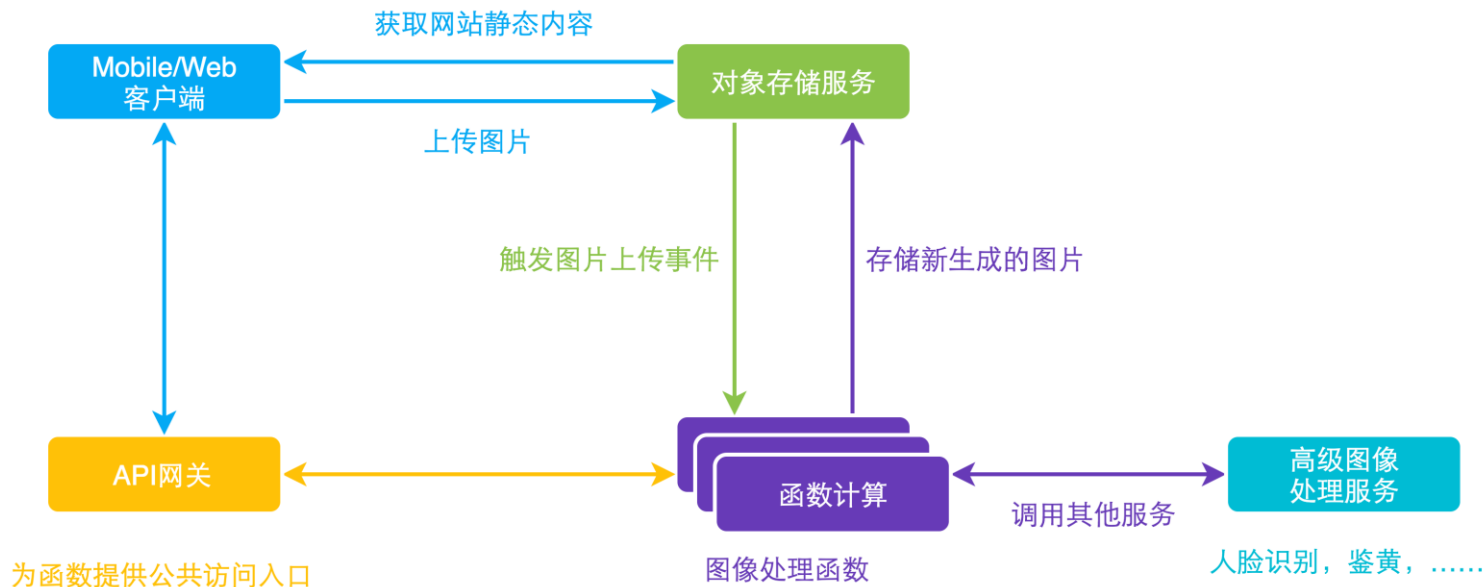 获取网站静态内容
Mobile/Web
客户端
对象存储服务
上传图片
触发图片上传事件
存储新生成的图片
API网关
函数计算
高级图像
处理服务
调用其他服务
为函数提供公共访问入口
图像处理函数
人脸识别，鉴黄，……